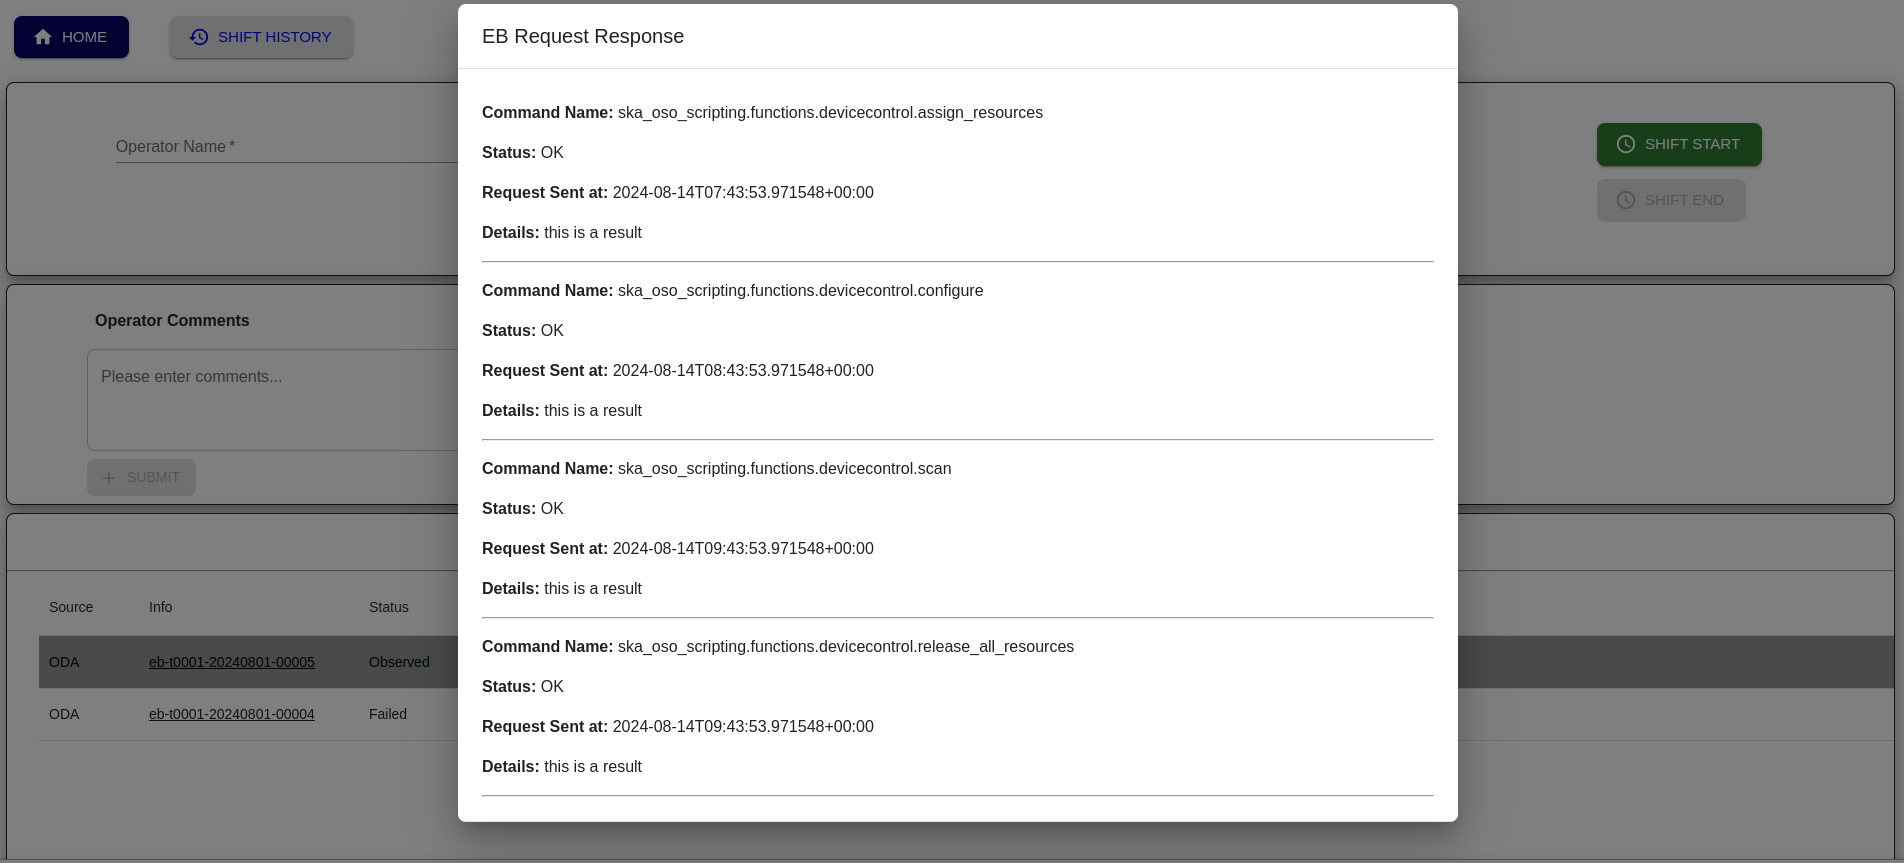 HOME
SHIFT HISTORY
EB Request Response
Operator Name *
SHIFT START
SHIFT END
Command Name: ska_oso_scripting.functions.devicecontrol.assign_resources
Status: OK
Request Sent at: 2024-08-14T07:43:53.971548+00:00
Details: this is a result
Command Name: ska_oso_scripting.functions.devicecontrol.configure
Status: OK
Request Sent at: 2024-08-14T08:43:53.971548+00:00
Details: this is a result
Command Name: ska_oso_scripting.functions.devicecontrol.scan
Status: OK
Request Sent at: 2024-08-14T09:43:53.971548+00:00
Details: this is a result
Command Name: ska_oso_scripting.functions.devicecontrol.release_all_resources
Status: OK
Request Sent at: 2024-08-14T09:43:53.971548+00:00
Details: this is a result
Operator Comments
Please enter comments...
SUBMIT
Source Info Status
ODA eb-t0001-20240801-00005 Observed
ODA eb-t0001-20240801-00004 Failed